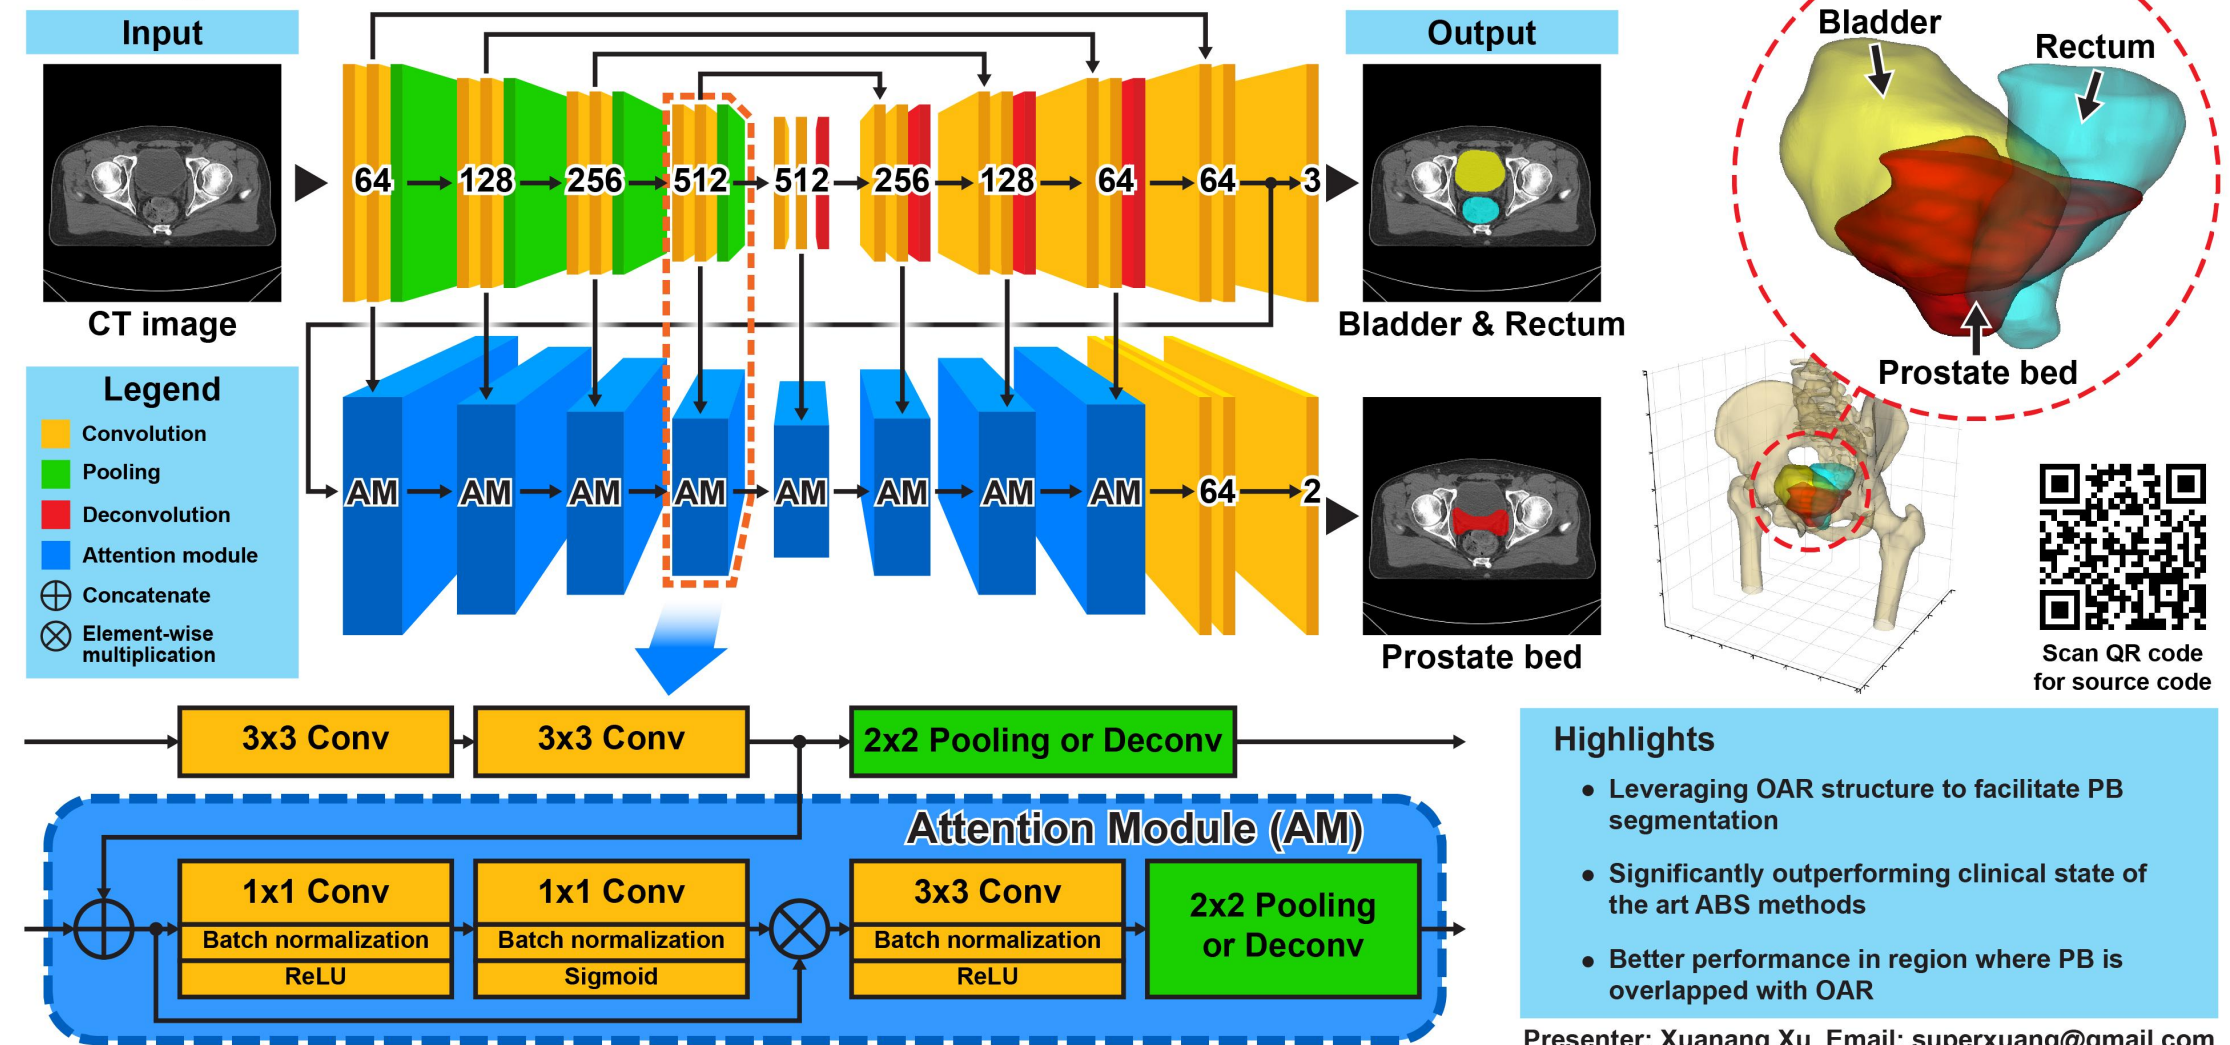 Input
CT image
Legend
Convolution
Pooling
Deconvolution
Attention module
Concatenate
Element-wise
multiplication
64
128
256
512
512
256
128
64
64
3
AM
AM
AM
AM
AM
AM
AM
AM
64
2
Output
Bladder & Rectum
Prostate bed
Bladder
Rectum
Prostate bed
Scan QR code
for source code
3x3 Conv
3x3 Conv
2x2 Pooling or Deconv
Attention Module (AM)
1x1 Conv
Batch normalization
ReLU
1x1 Conv
Batch normalization
Sigmoid
3x3 Conv
Batch normalization
ReLU
2x2 Pooling
or Deconv
Highlights
● Leveraging OAR structure to facilitate PB
segmentation
● Significantly outperforming clinical state of
the art ABS methods
● Better performance in region where PB is
overlapped with OAR
Presenter: Xuanang Xu, Email: superxuang@gmail.com